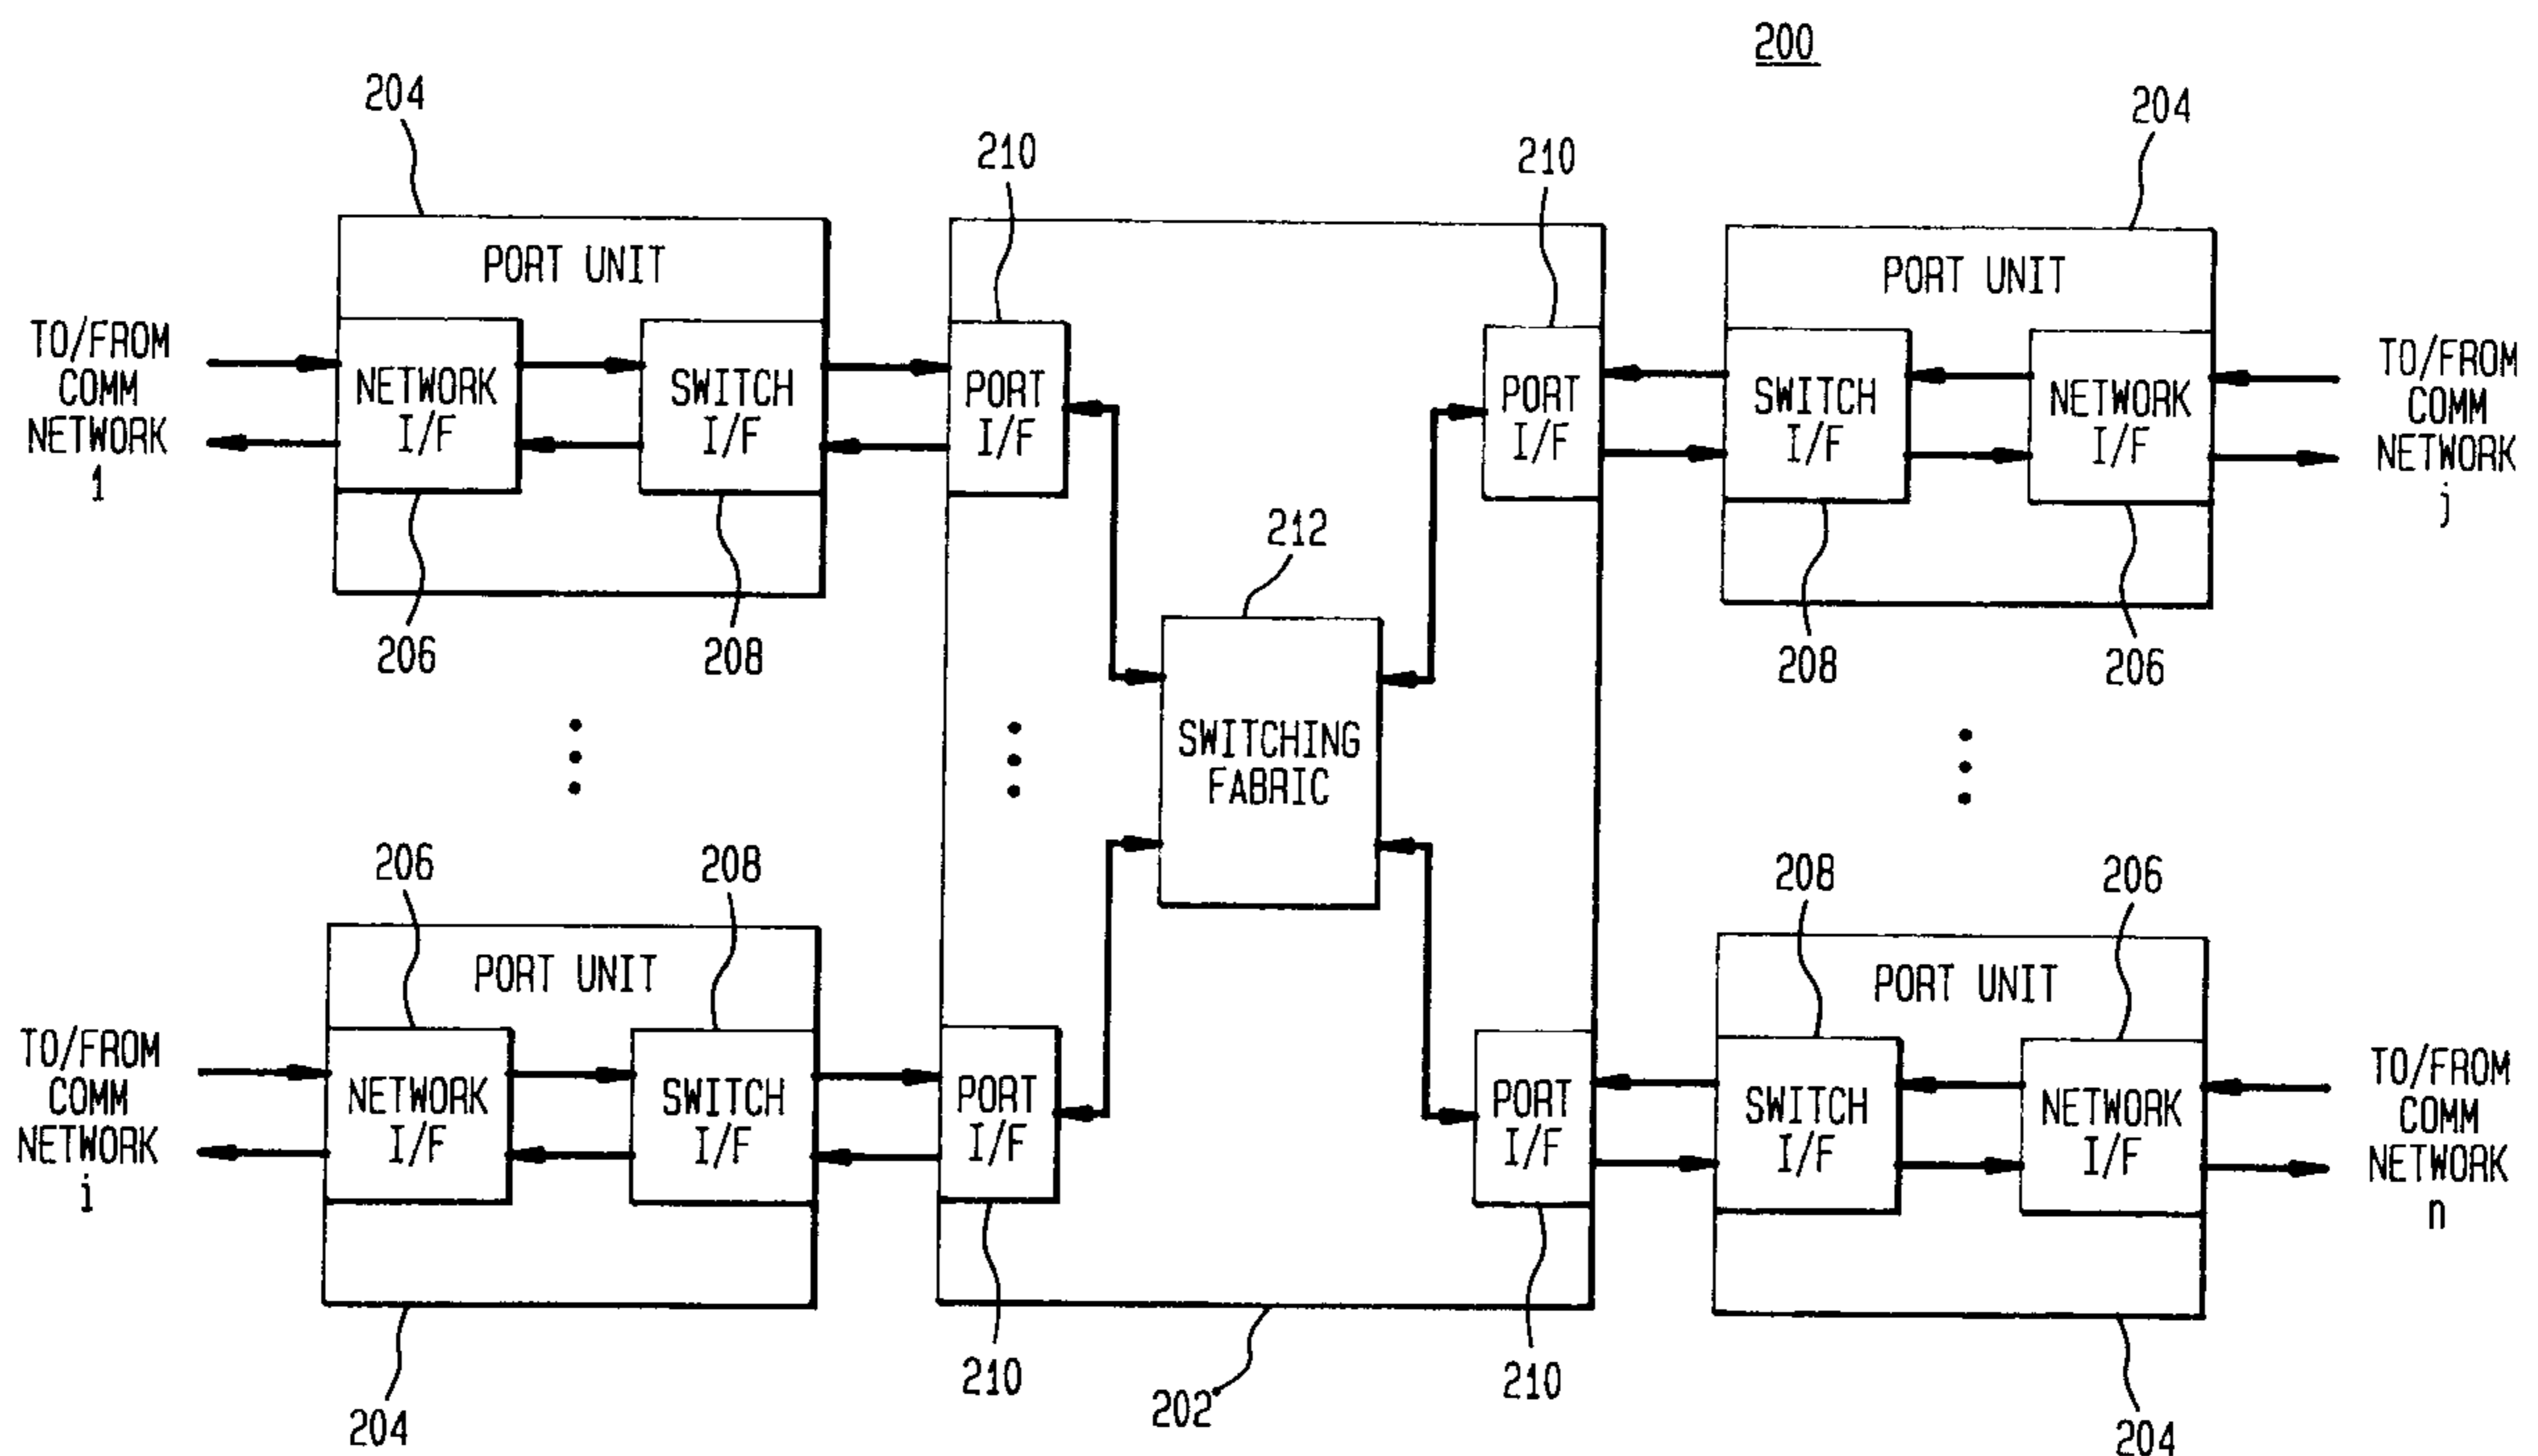 200
204
204
210
210
PORT UNIT
PORT UNIT
TO/FROM
COMM
NETWORK
1
NETWORK
I/F
SWITCH
I/F
PORT
I/F
PORT
I/F
SWITCH
I/F
NETWORK
I/F
TO/FROM
COMM
NETWORK
j
206
208
212
208
206
SWITCHING
FABRIC
206
208
208
206
PORT UNIT
PORT UNIT
TO/FROM
COMM
NETWORK
i
NETWORK
I/F
SWITCH
I/F
PORT
I/F
PORT
I/F
SWITCH
I/F
NETWORK
I/F
TO/FROM
COMM
NETWORK
n
204
210
202
210
204